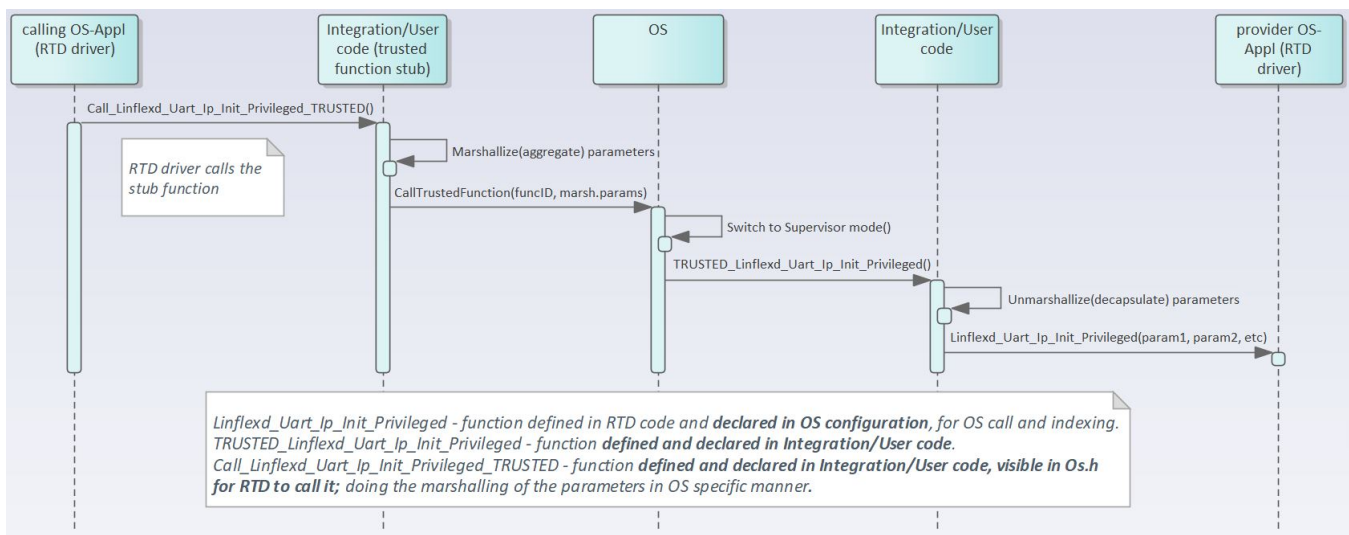 calling OS-Appl
(RTD driver)
Integration/User
code (trusted
function stub)
OS
Integration/User
code
provider OS-
Appl (RTD
driver)
Call_Linflexd_Uart_Ip_Init_Privileged_TRUSTED()
RTD driver calls the
stub function
Marshallize(aggregate) parameters
CallTrustedFunction(funcID, marsh.params)
Switch to Supervisor mode()
TRUSTED_Linflexd_Uart_Ip_Init_Privileged()
Unmarshallize(decapsulate) parameters
Linflexd_Uart_Ip_Init_Privileged(param1, param2, etc)
Linflexd_Uart_Ip_Init_Privileged - function defined in RTD code and declared in OS configuration, for OS call and indexing.
TRUSTED_Linflexd_Uart_Ip_Init_Privileged - function defined and declared in Integration/User code.
Call_Linflexd_Uart_Ip_Init_Privileged_TRUSTED - function defined and declared in Integration/User code, visible in Os.h
for RTD to call it; doing the marshalling of the parameters in OS specific manner.